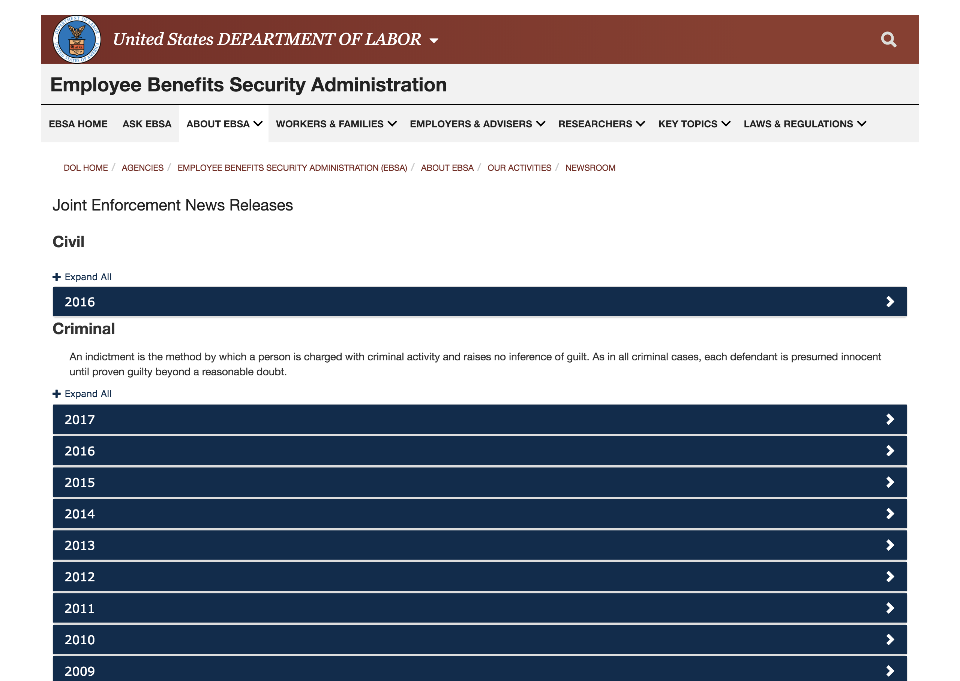 United States DEPARTMENT OF LABOR
Employee Benefits Security Administration
EBSA HOME ASK EBSA ABOUT EBSA WORKERS & FAMILIES EMPLOYERS & ADVISERS RESEARCHERS KEY TOPICS LAWS & REGULATIONS
DOL HOME / AGENCIES / EMPLOYEE BENEFITS SECURITY ADMINISTRATION (EBSA) / ABOUT EBSA / OUR ACTIVITIES / NEWSROOM
Joint Enforcement News Releases
Civil
+ Expand All
2016
Criminal
An indictment is the method by which a person is charged with criminal activity and raises no inference of guilt. As in all criminal cases, each defendant is presumed innocent
until proven guilty beyond a reasonable doubt.
+ Expand All
2017
2016
2015
2014
2013
2012
2011
2010
2009